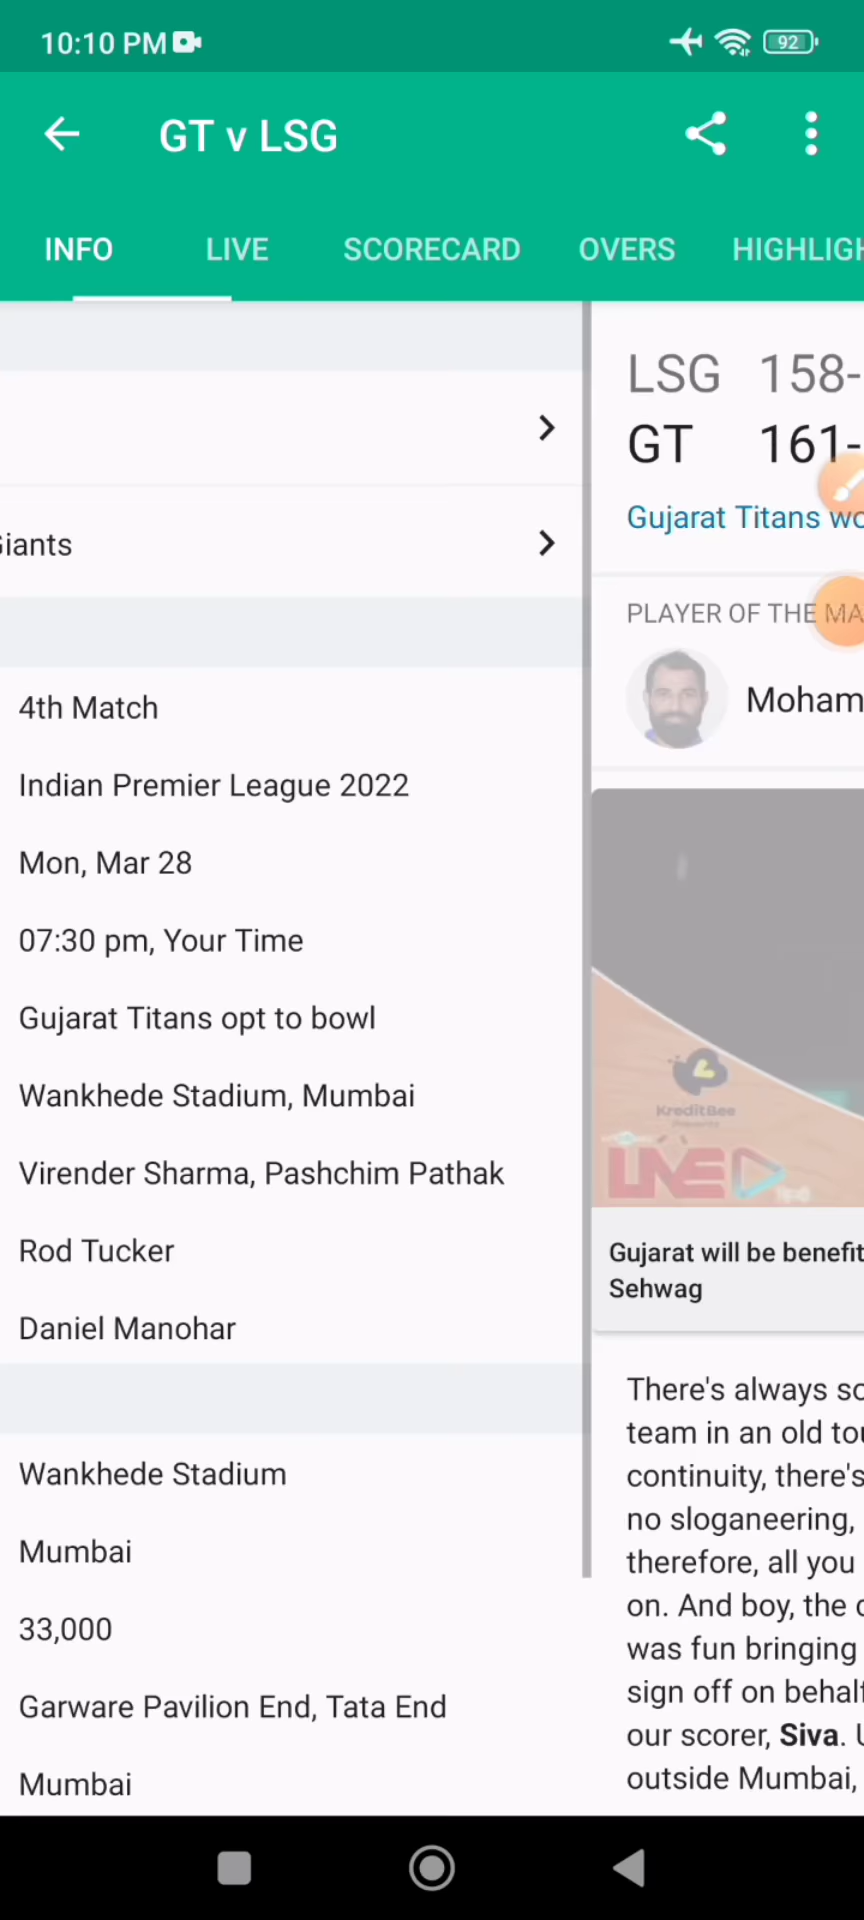 10:10 PM
92
GT v LSG
INFO LIVE SCORECARD OVERS HIGHLIGH
Giants
4th Match
Indian Premier League 2022
Mon, Mar 28
07:30 pm, Your Time
Gujarat Titans opt to bowl
Wankhede Stadium, Mumbai
Virender Sharma, Pashchim Pathak
Rod Tucker
Daniel Manohar
Wankhede Stadium
Mumbai
33,000
Garware Pavilion End, Tata End
Mumbai
LSG 158-
GT 161-
Gujarat Titans wo
PLAYER OF THE MA
Moham
KreditBee
LIVE
Gujarat will be benefit
Sehwag
There's always so
team in an old tou
continuity, there's
no sloganeering,
therefore, all you
on. And boy, the c
was fun bringing
sign off on behalf
our scorer, Siva. U
outside Mumbai,